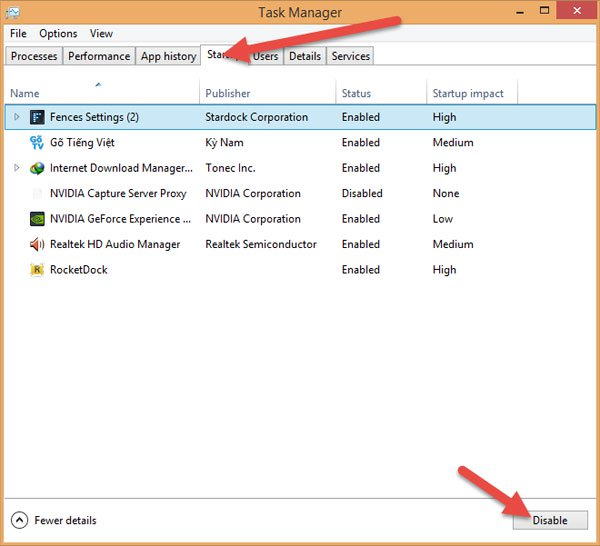 Task Manager
File Options View
Processes Performance App history Startup Users Details Services
Name Publisher Status Startup impact
Fences Settings (2) Stardock Corporation Enabled High
Gõ Tiếng Việt Kỳ Nam Enabled Medium
Internet Download Manager... Tonec Inc. Enabled High
NVIDIA Capture Server Proxy NVIDIA Corporation Disabled None
NVIDIA GeForce Experience ... NVIDIA Corporation Enabled Low
Realtek HD Audio Manager Realtek Semiconductor Enabled Medium
RocketDock Enabled High
Fewer details Disable